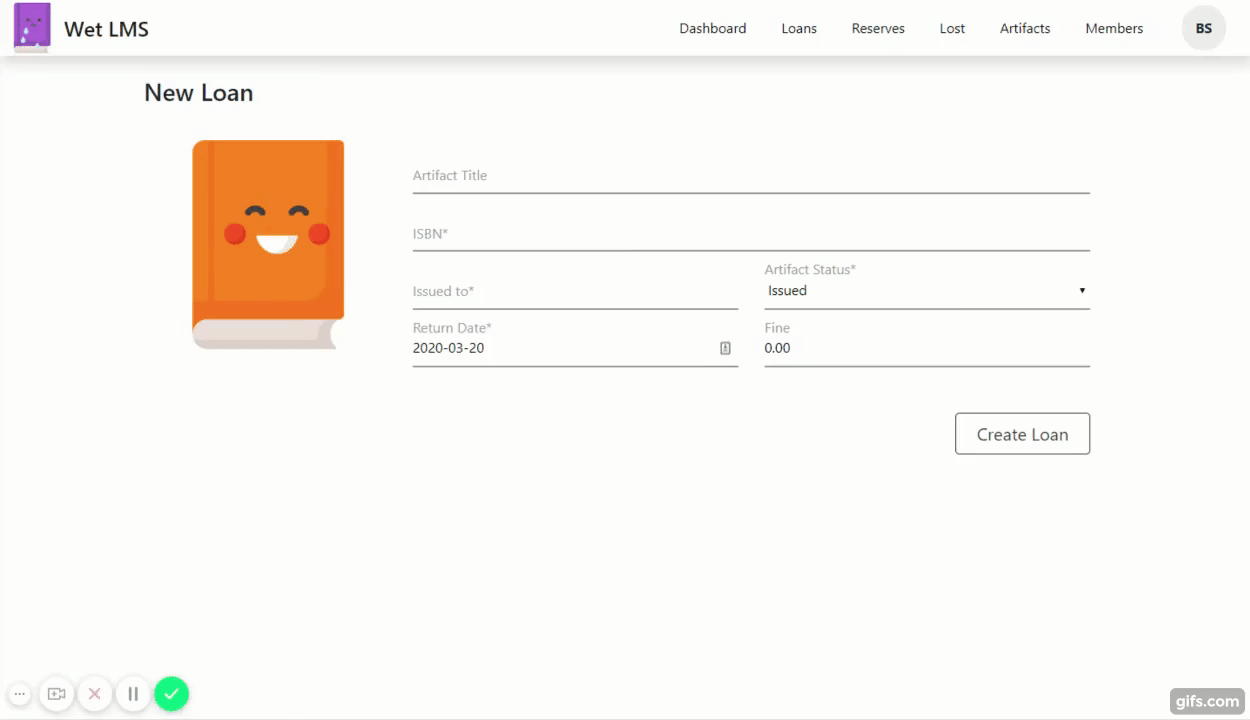 Wet LMS
Dashboard Loans Reserves Lost Artifacts Members BS
New Loan
Artifact Title
ISBN*
Issued to*
Artifact Status*
Issued
Return Date*
2020-03-20
Fine
0.00
Create Loan
gifs.com